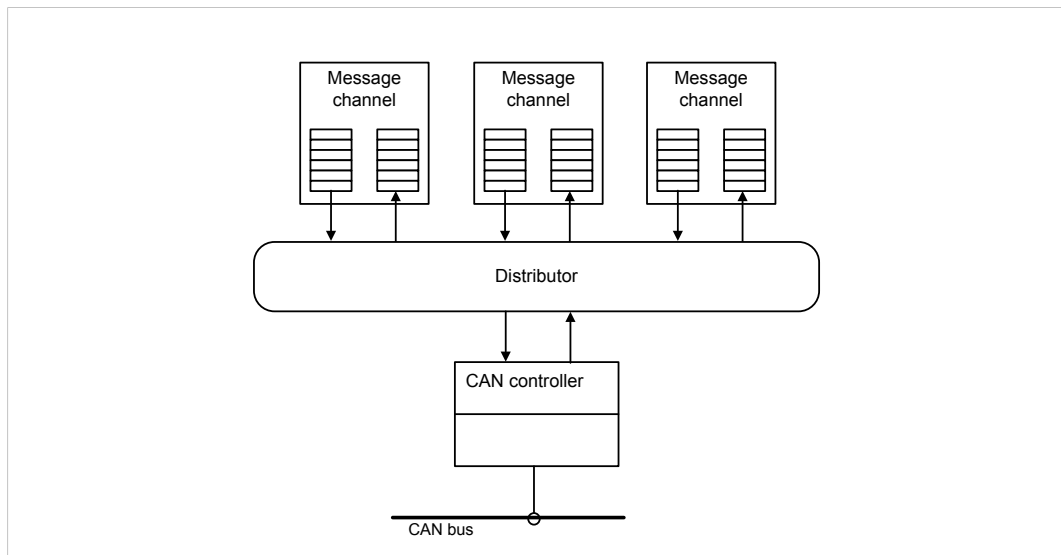 Message
channel
Message
channel
Message
channel
Distributor
CAN controller
CAN bus